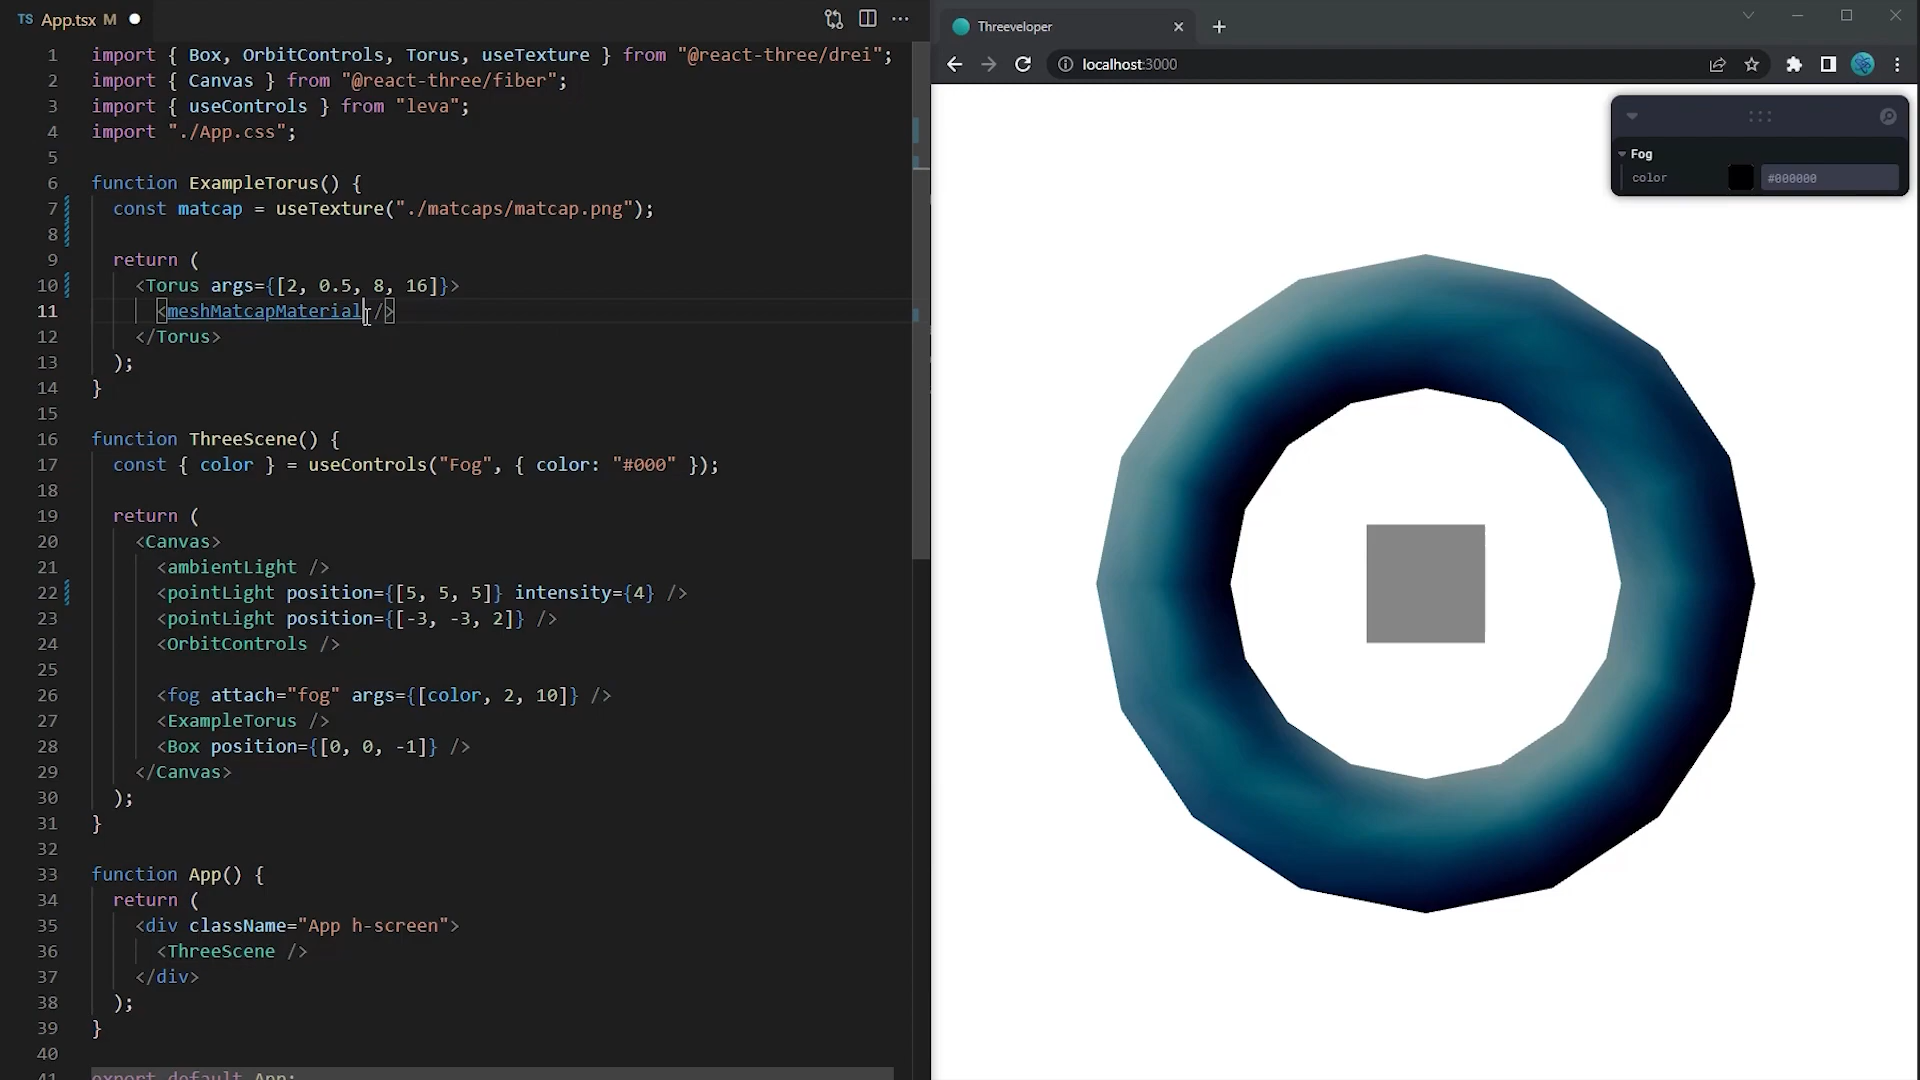 TS App.tsx M
1 import { Box, OrbitControls, Torus, useTexture } from "@react-three/drei";
2 import { Canvas } from "@react-three/fiber";
3 import { useControls } from "leva";
4 import "./App.css";
5
6 function ExampleTorus() {
7 const matcap = useTexture("./matcaps/matcap.png");
8
9 return (
10 <Torus args={[2, 0.5, 8, 16]}>
11 <meshMatcapMaterial />
12 </Torus>
13 );
14 }
15
16 function ThreeScene() {
17 const { color } = useControls("Fog", { color: "#000" });
18
19 return (
20 <Canvas>
21 <ambientLight />
22 <pointLight position={[5, 5, 5]} intensity={4} />
23 <pointLight position={[-3, -3, 2]} />
24 <OrbitControls />
25
26 <fog attach="fog" args={[color, 2, 10]} />
27 <ExampleTorus />
28 <Box position={[0, 0, -1]} />
29 </Canvas>
30 );
31 }
32
33 function App() {
34 return (
35 <div className="App h-screen">
36 <ThreeScene />
37 </div>
38 );
39 }
40
41 export default App;
Threeveloper
localhost:3000
Fog
color #000000